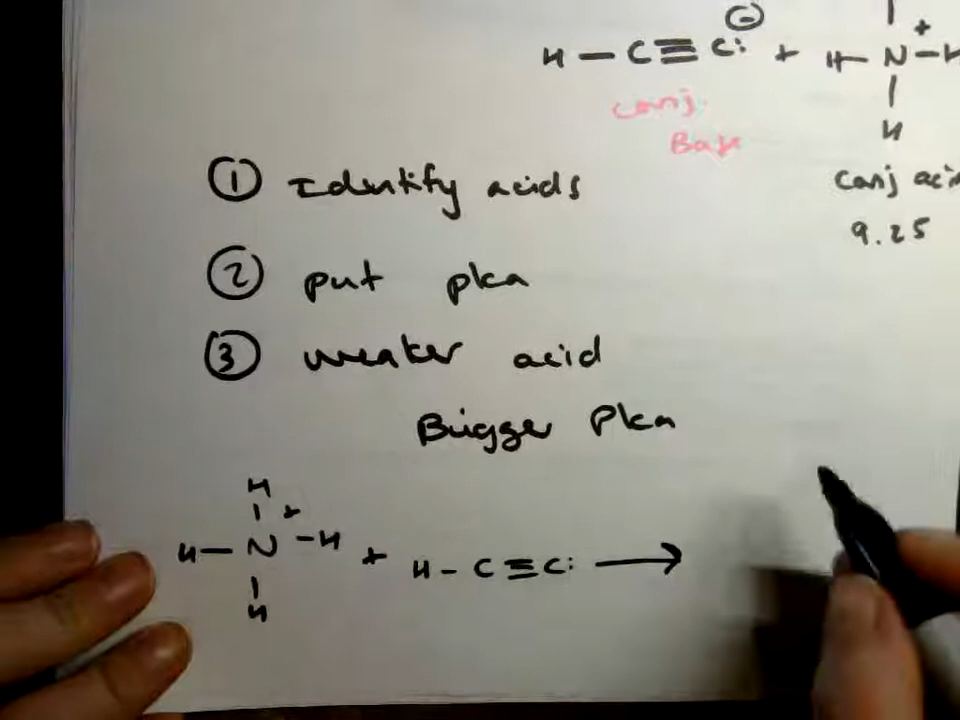 H — C ≡ C: ⊖ + H — N — H +
|
H
conj.
Base
conj aci
9.25
① Identify acids
② put pka
③ weaker acid
Bigger Pka
H
| +
H — N — H + H – C ≡ C: ⟶
|
H